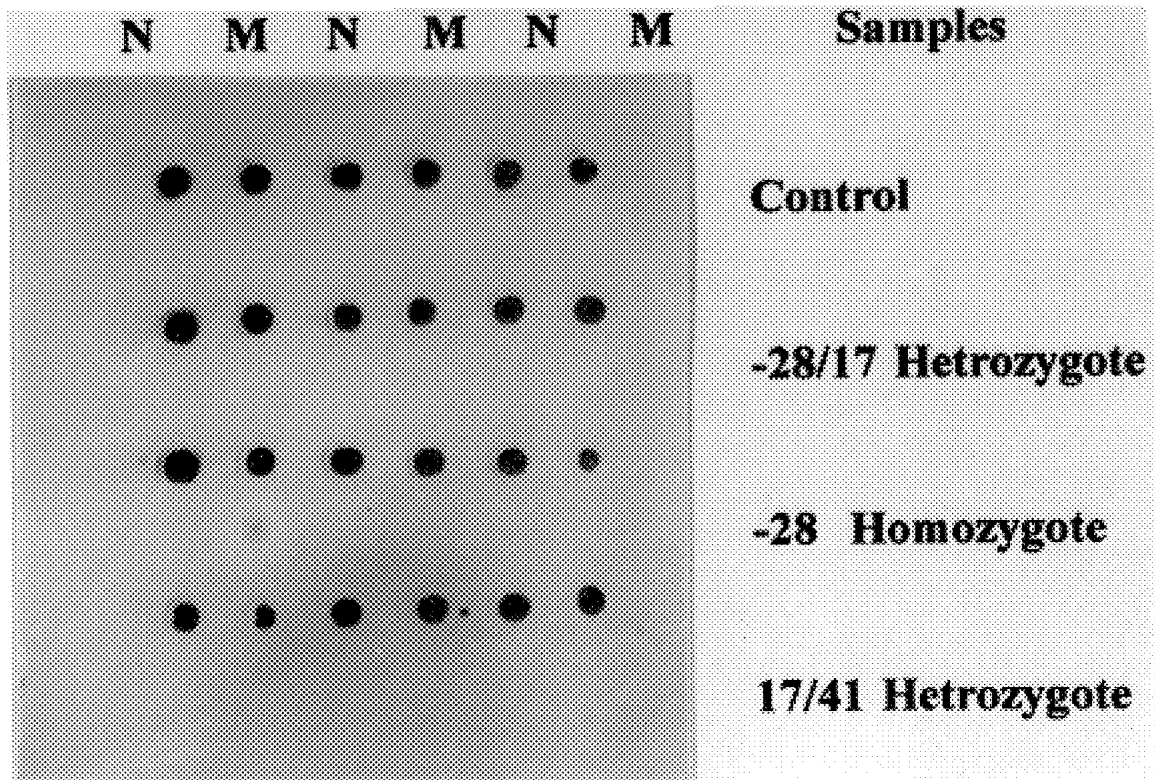 N M N M N M Samples
Control
-28/17 Hetrozygote
-28 Homozygote
17/41 Hetrozygote